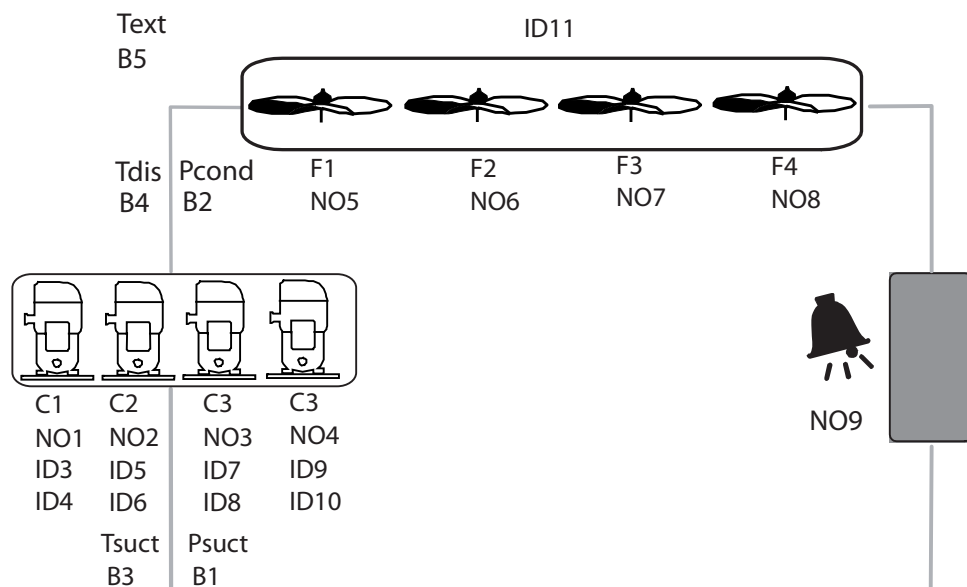 Text
B5
ID11
Tdis
B4
Pcond
B2
F1
NO5
F2
NO6
F3
NO7
F4
NO8
C1
NO1
ID3
ID4
C2
NO2
ID5
ID6
C3
NO3
ID7
ID8
C3
NO4
ID9
ID10
NO9
Tsuct
B3
Psuct
B1